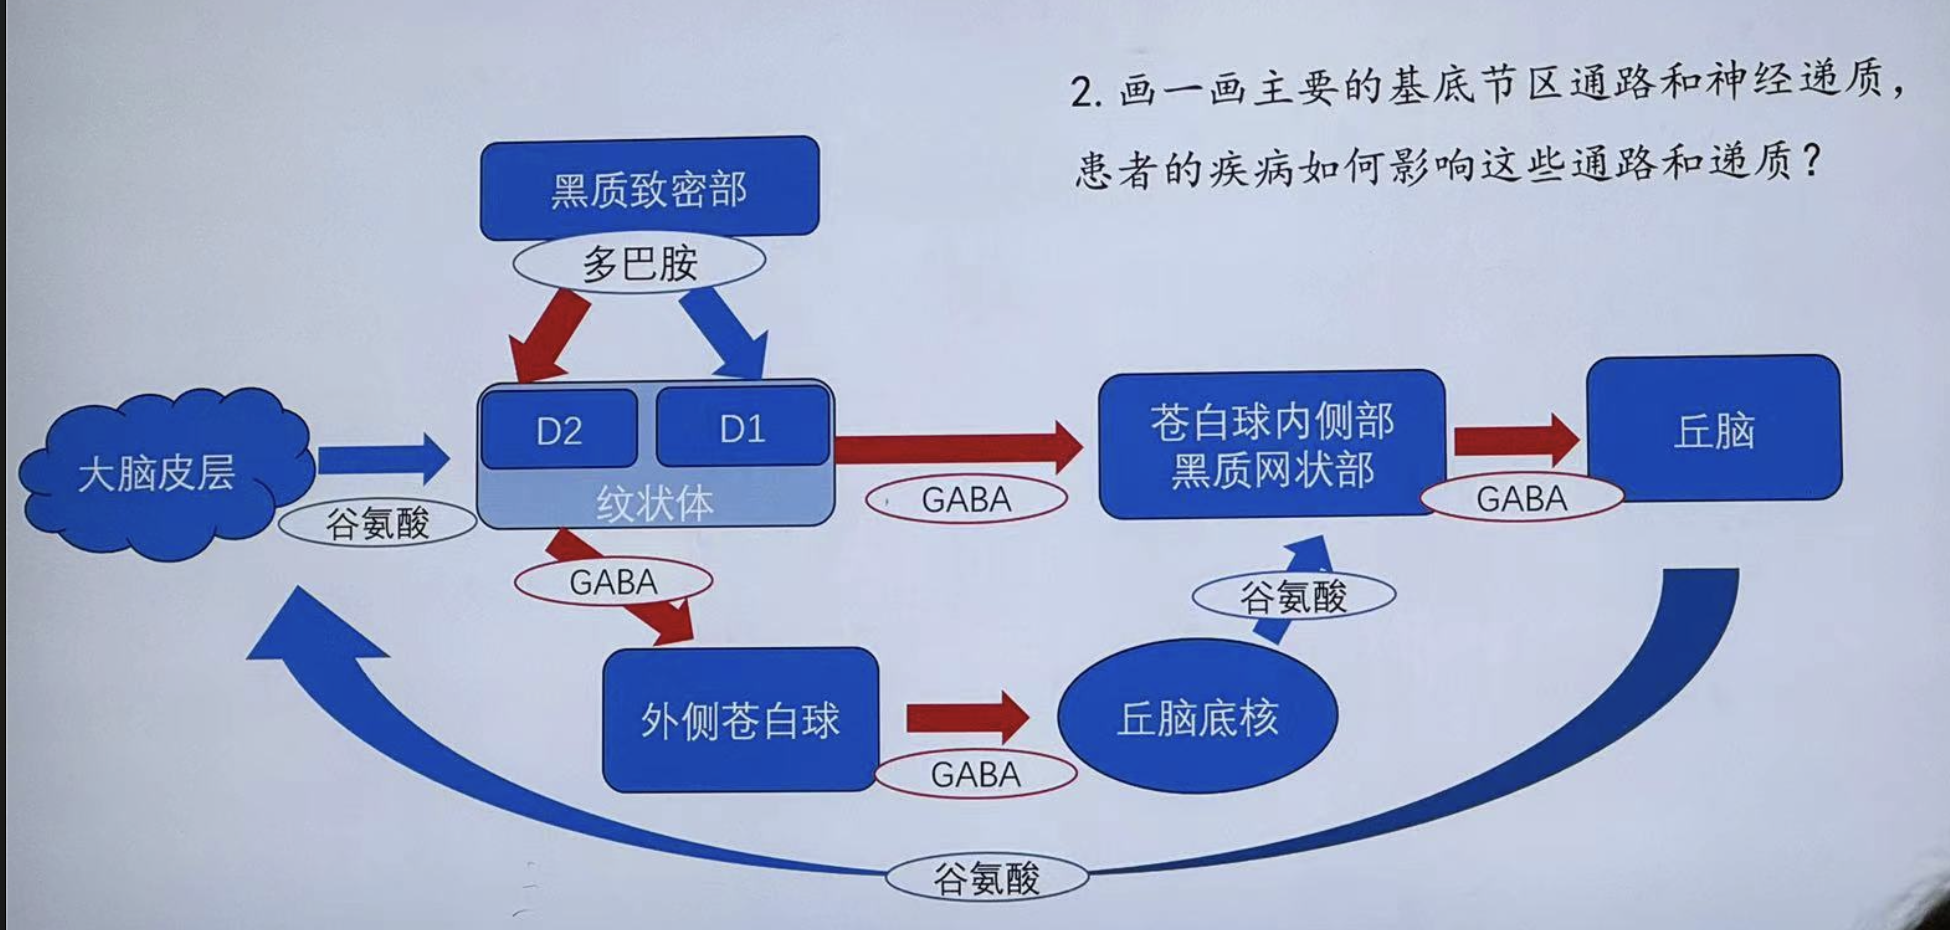 2. 画一画主要的基底节区通路和神经递质，
患者的疾病如何影响这些通路和递质？
黑质致密部
多巴胺
D2
D1
纹状体
大脑皮层
谷氨酸
GABA
苍白球内侧部
黑质网状部
GABA
丘脑
GABA
谷氨酸
外侧苍白球
GABA
丘脑底核
谷氨酸